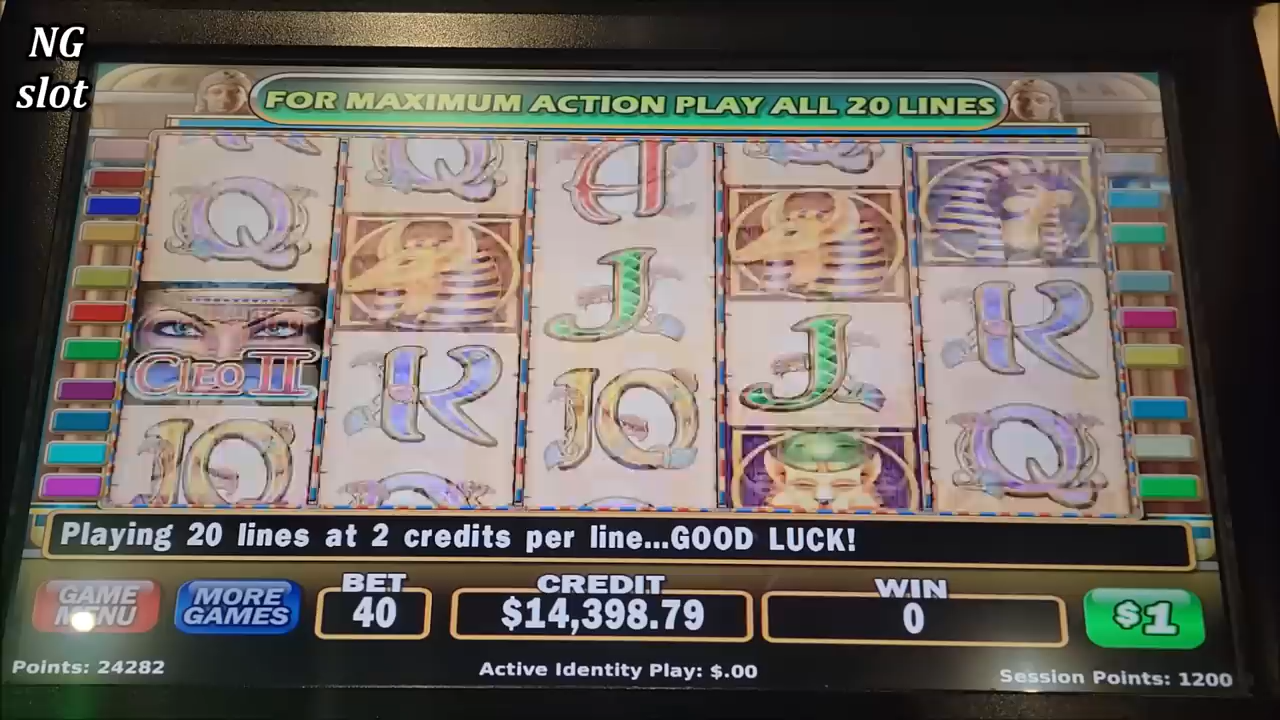 NG
slot
FOR MAXIMUM ACTION PLAY ALL 20 LINES
Q Q A
J
CLEO II K J K
10 10 Q
Playing 20 lines at 2 credits per line...GOOD LUCK!
GAME
MENU
MORE
GAMES
BET
40
CREDIT
$14,398.79
WIN
0
$1
Points: 24282
Active Identity Play: $.00
Session Points: 1200